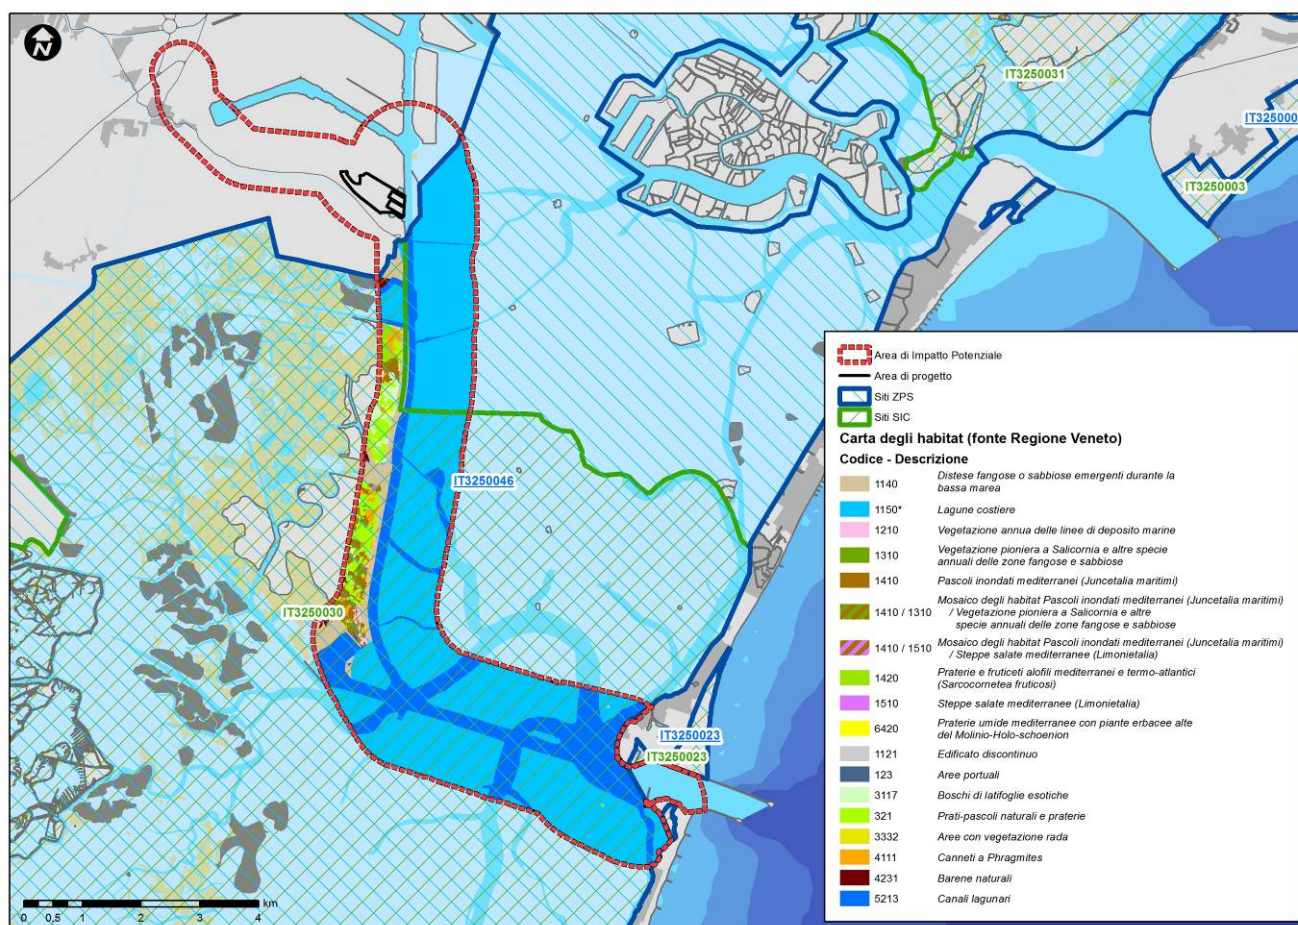 N
IT3250031
IT325000
IT3250003
IT3250046
IT3250030
IT3250023
IT3250023
Area di Impatto Potenziale
Area di progetto
Siti ZPS
Siti SIC
Carta degli habitat (fonte Regione Veneto)
Codice - Descrizione
1140 Distese fangose o sabbiose emergenti durante la
bassa marea
1150* Lagune costiere
1210 Vegetazione annua delle linee di deposito marine
1310 Vegetazione pioniera a Salicornia e altre specie
annuali delle zone fangose e sabbiose
1410 Pascoli inondati mediterranei (Juncetalia maritimi)
1410 / 1310 Mosaico degli habitat Pascoli inondati mediterranei (Juncetalia maritimi)
/ Vegetazione pioniera a Salicornia e altre
specie annuali delle zone fangose e sabbiose
1410 / 1510 Mosaico degli habitat Pascoli inondati mediterranei (Juncetalia maritimi)
/ Steppe salate mediterranee (Limonietalia)
1420 Praterie e fruticeti alofili mediterranei e termo-atlantici
(Sarcocornetea fruticosi)
1510 Steppe salate mediterranee (Limonietalia)
6420 Praterie umide mediterranee con piante erbacee alte
del Molinio-Holo-schoenion
1121 Edificato discontinuo
123 Aree portuali
3117 Boschi di latifoglie esotiche
321 Prati-pascoli naturali e praterie
3332 Aree con vegetazione rada
4111 Canneti a Phragmites
4231 Barene naturali
5213 Canali lagunari
km
0 0,5 1 2 3 4